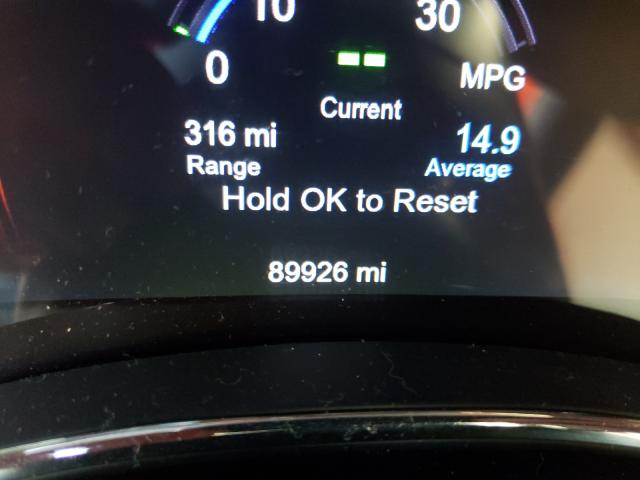 10 30
0 -- MPG
Current
316 mi 14.9
Range Average
Hold OK to Reset
89926 mi